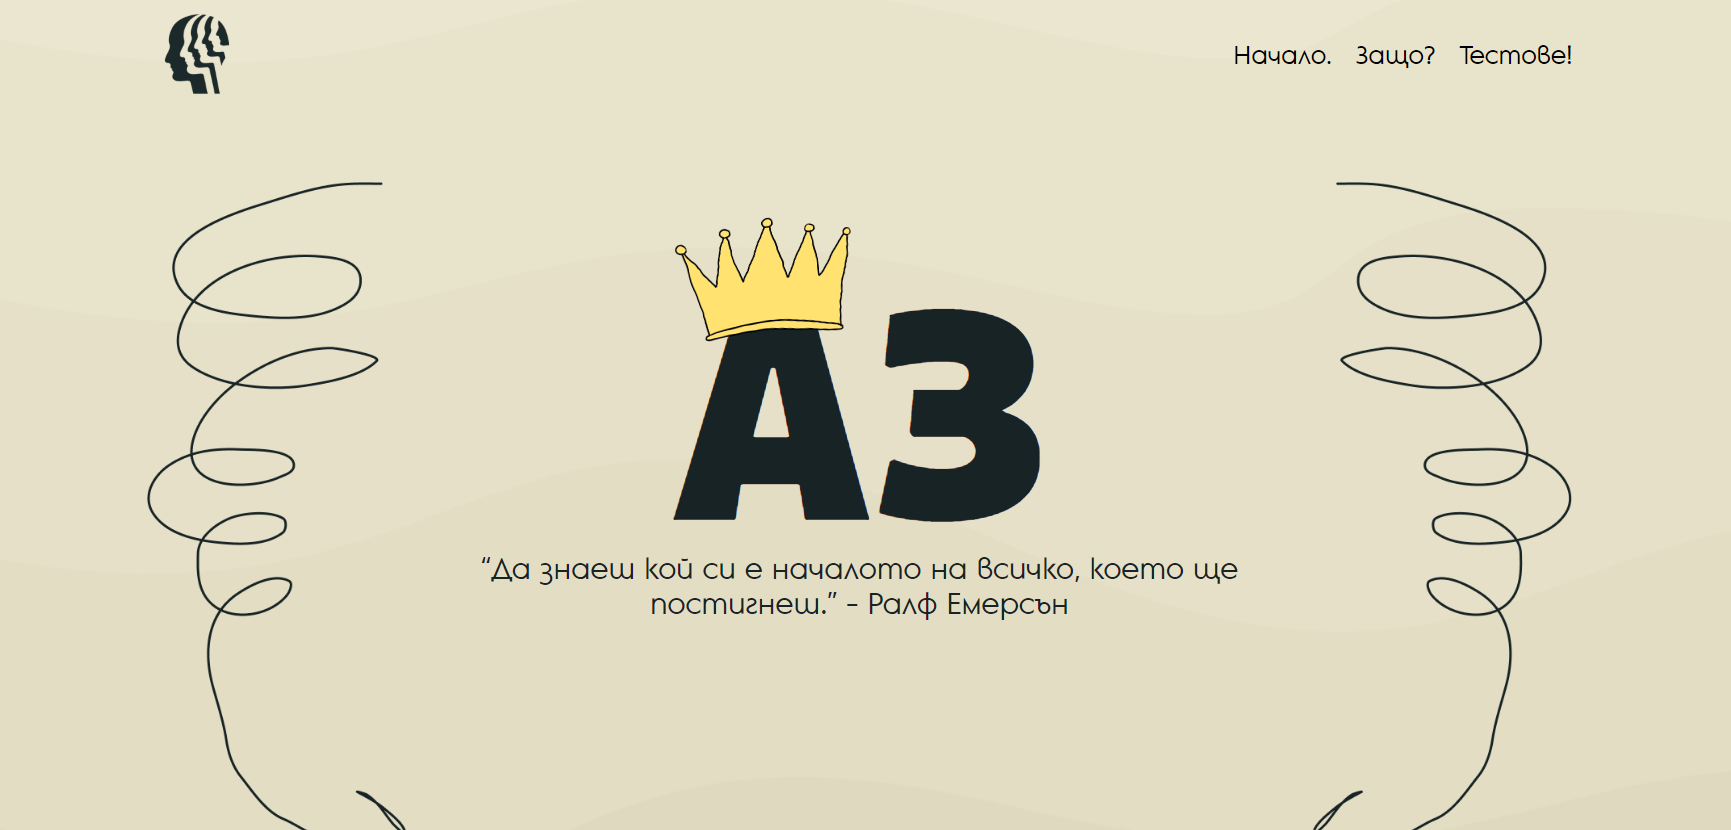 Начало. Защо? Тестове!
АЗ
“Да знаеш кой си е началото на всичко, което ще
постигнеш.” - Ралф Емерсън